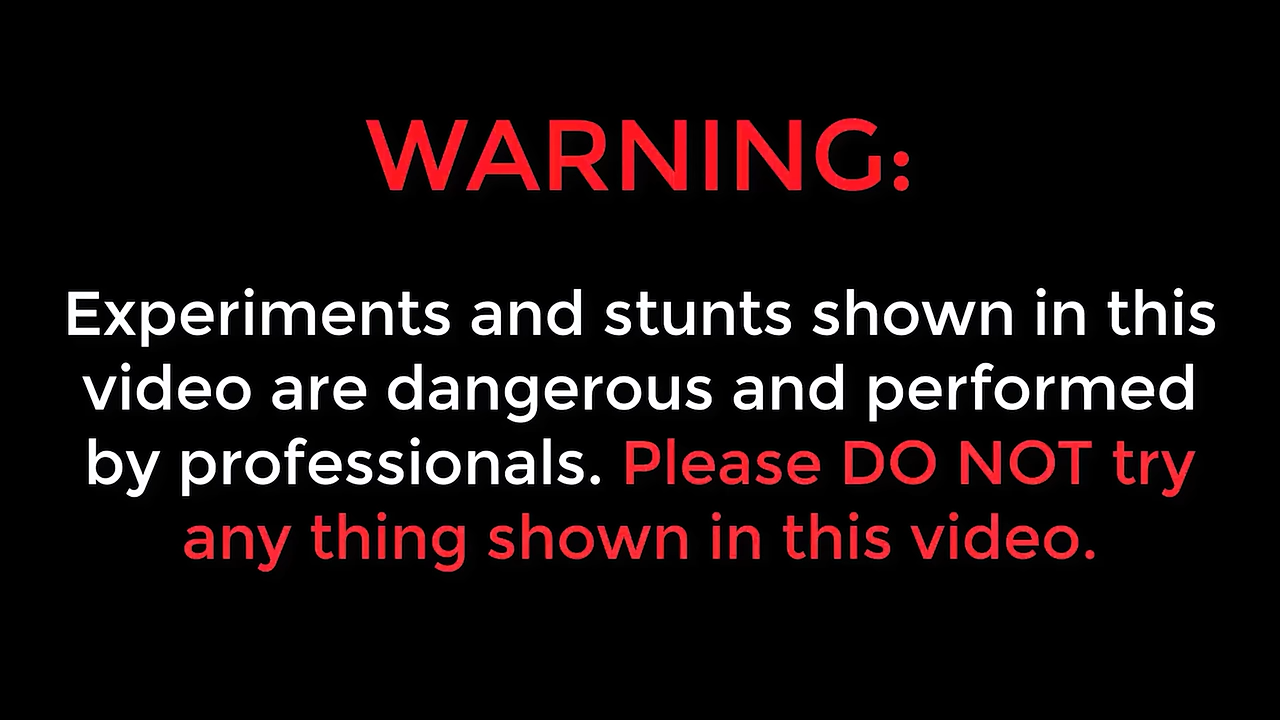 WARNING:
Experiments and stunts shown in this
video are dangerous and performed
by professionals. Please DO NOT try
any thing shown in this video.